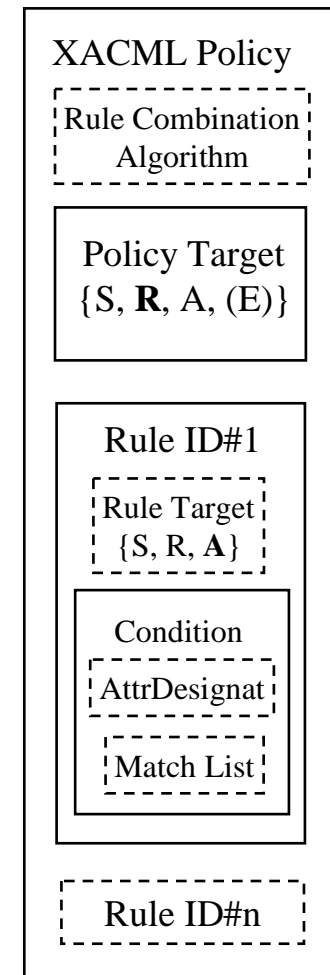 XACML Policy
Rule Combination
Algorithm
Policy Target
{S, R, A, (E)}
Rule ID#1
Rule Target
{S, R, A}
Condition
AttrDesignat
Match List
Rule ID#n